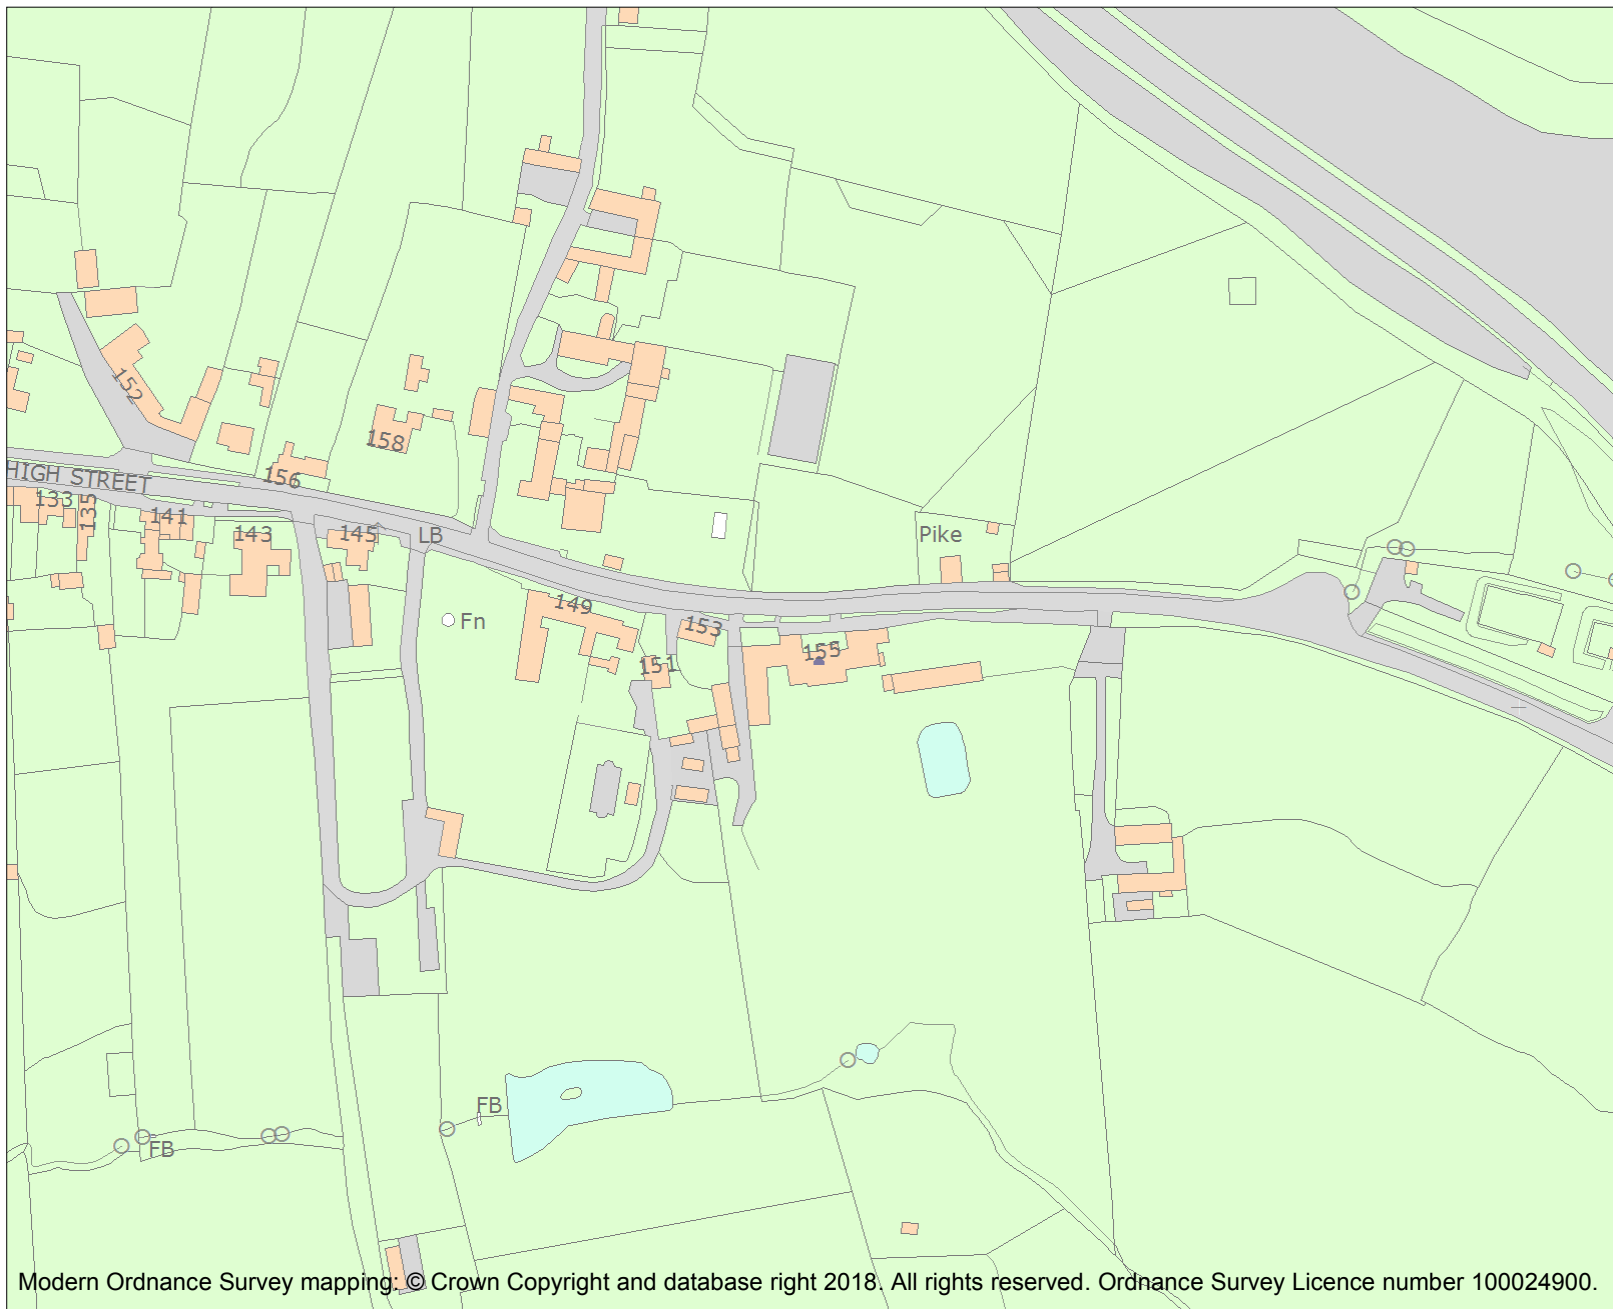 152
158
156
HIGH STREET
133
135
141
143
145
LB
Pike
149
Fn
153
155
151
FB
FB
Modern Ordnance Survey mapping: © Crown Copyright and database right 2018. All rights reserved. Ordnance Survey Licence number 100024900.